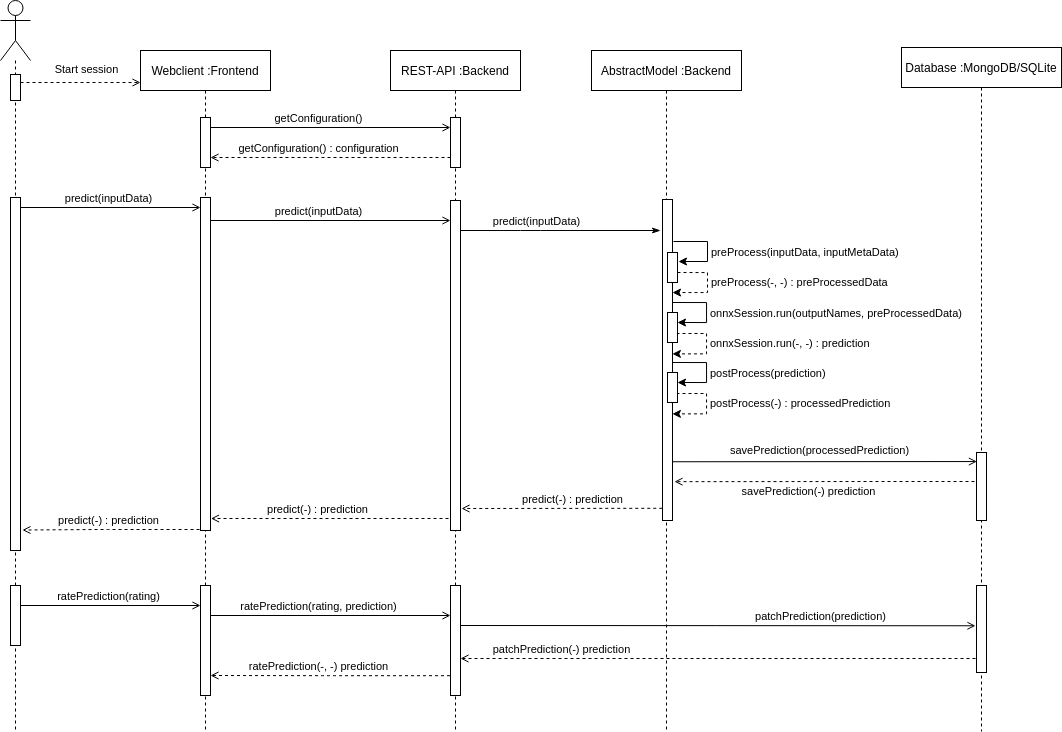 Start session
Webclient :Frontend
REST-API :Backend
AbstractModel :Backend
Database :MongoDB/SQLite
getConfiguration()
getConfiguration() : configuration
predict(inputData)
predict(inputData)
predict(inputData)
preProcess(inputData, inputMetaData)
preProcess(-, -) : preProcessedData
onnxSession.run(outputNames, preProcessedData)
onnxSession.run(-, -) : prediction
postProcess(prediction)
postProcess(-) : processedPrediction
savePrediction(processedPrediction)
savePrediction(-) prediction
predict(-) : prediction
predict(-) : prediction
predict(-) : prediction
ratePrediction(rating)
ratePrediction(rating, prediction)
patchPrediction(prediction)
patchPrediction(-) prediction
ratePrediction(-, -) prediction